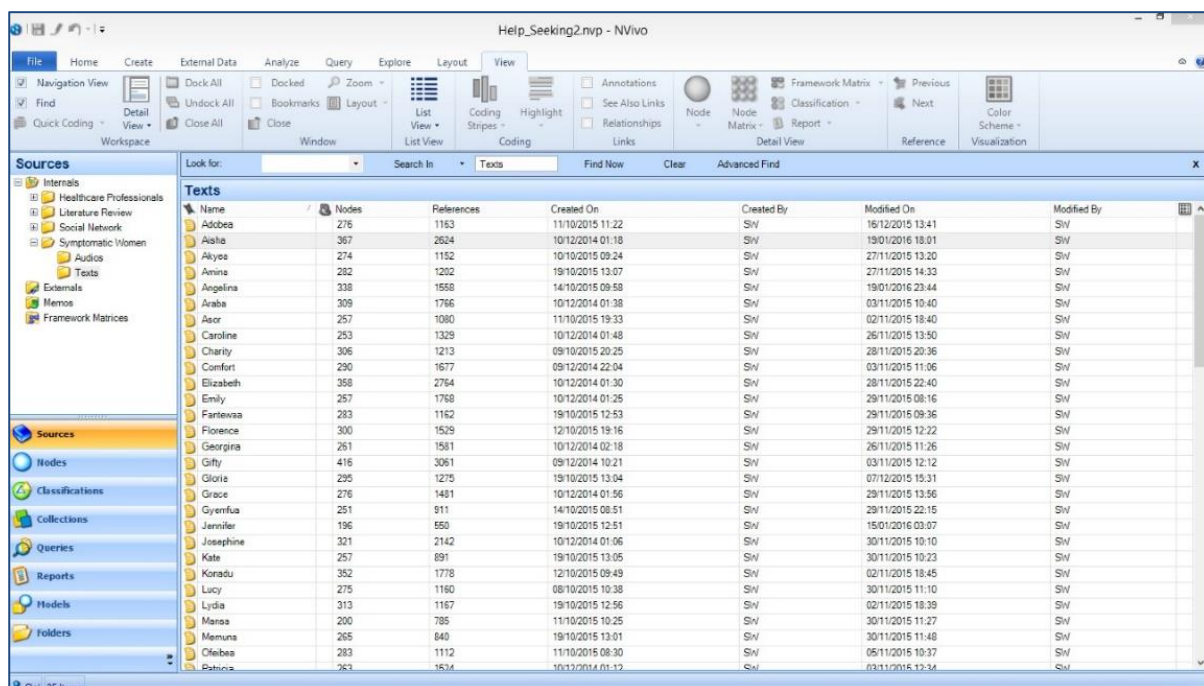 Help_Seeking2.nvp - NVivo
File Home Create External Data Analyze Query Explore Layout View
Navigation View Dock All Docked Zoom Annotations Framework Matrix Previous
Find Undock All Bookmarks Layout See Also Links Classification Next
Quick Coding Close All Close Relationships Report
Detail View List View Coding Stripes Highlight Node Node Matrix Color Scheme
Workspace Window List View Coding Links Detail View Reference Visualization
Sources
Internals
Healthcare Professionals
Literature Review
Social Network
Symptomatic Women
Audios
Texts
Externals
Memos
Framework Matrices
Sources
Nodes
Classifications
Collections
Queries
Reports
Models
Folders
Look for: Search In Texts Find Now Clear Advanced Find x
Texts
Name Nodes References Created On Created By Modified On Modified By
Adobea 276 1163 11/10/2015 11:22 SW 16/12/2015 13:41 SW
Aisha 367 2624 10/12/2014 01:18 SW 19/01/2016 18:01 SW
Akyea 274 1152 10/10/2015 09:24 SW 27/11/2015 13:20 SW
Amina 282 1202 19/10/2015 13:07 SW 27/11/2015 14:33 SW
Angelina 338 1558 14/10/2015 09:58 SW 19/01/2016 23:44 SW
Araba 309 1766 10/12/2014 01:38 SW 03/11/2015 10:40 SW
Asor 257 1080 11/10/2015 19:33 SW 02/11/2015 18:40 SW
Caroline 253 1329 10/12/2014 01:48 SW 26/11/2015 13:50 SW
Charity 306 1213 09/10/2015 20:25 SW 28/11/2015 20:36 SW
Comfort 290 1677 09/12/2014 22:04 SW 03/11/2015 11:06 SW
Elizabeth 358 2764 10/12/2014 01:30 SW 28/11/2015 22:40 SW
Emily 257 1768 10/12/2014 01:25 SW 29/11/2015 08:16 SW
Fantewaa 283 1162 19/10/2015 12:53 SW 29/11/2015 09:36 SW
Florence 300 1529 12/10/2015 19:16 SW 29/11/2015 12:22 SW
Georgina 261 1581 10/12/2014 02:18 SW 26/11/2015 11:26 SW
Gifty 416 3061 09/12/2014 10:21 SW 03/11/2015 12:12 SW
Gloria 295 1275 19/10/2015 13:04 SW 07/12/2015 15:31 SW
Grace 276 1481 10/12/2014 01:56 SW 29/11/2015 13:56 SW
Gyemfua 251 911 14/10/2015 08:51 SW 29/11/2015 22:15 SW
Jennifer 196 550 19/10/2015 12:51 SW 15/01/2016 03:07 SW
Josephine 321 2142 10/12/2014 01:06 SW 30/11/2015 10:10 SW
Kate 257 891 19/10/2015 13:05 SW 30/11/2015 10:23 SW
Konadu 352 1778 12/10/2015 09:49 SW 02/11/2015 18:45 SW
Lucy 275 1160 08/10/2015 10:38 SW 30/11/2015 11:10 SW
Lydia 313 1167 19/10/2015 12:56 SW 02/11/2015 18:39 SW
Mansa 200 785 11/10/2015 10:25 SW 30/11/2015 11:27 SW
Memuna 265 840 19/10/2015 13:01 SW 30/11/2015 11:48 SW
Ofeibea 283 1112 11/10/2015 08:30 SW 05/11/2015 10:37 SW
Patricia 263 1524 10/12/2014 01:12 SW 03/11/2015 12:34 SW